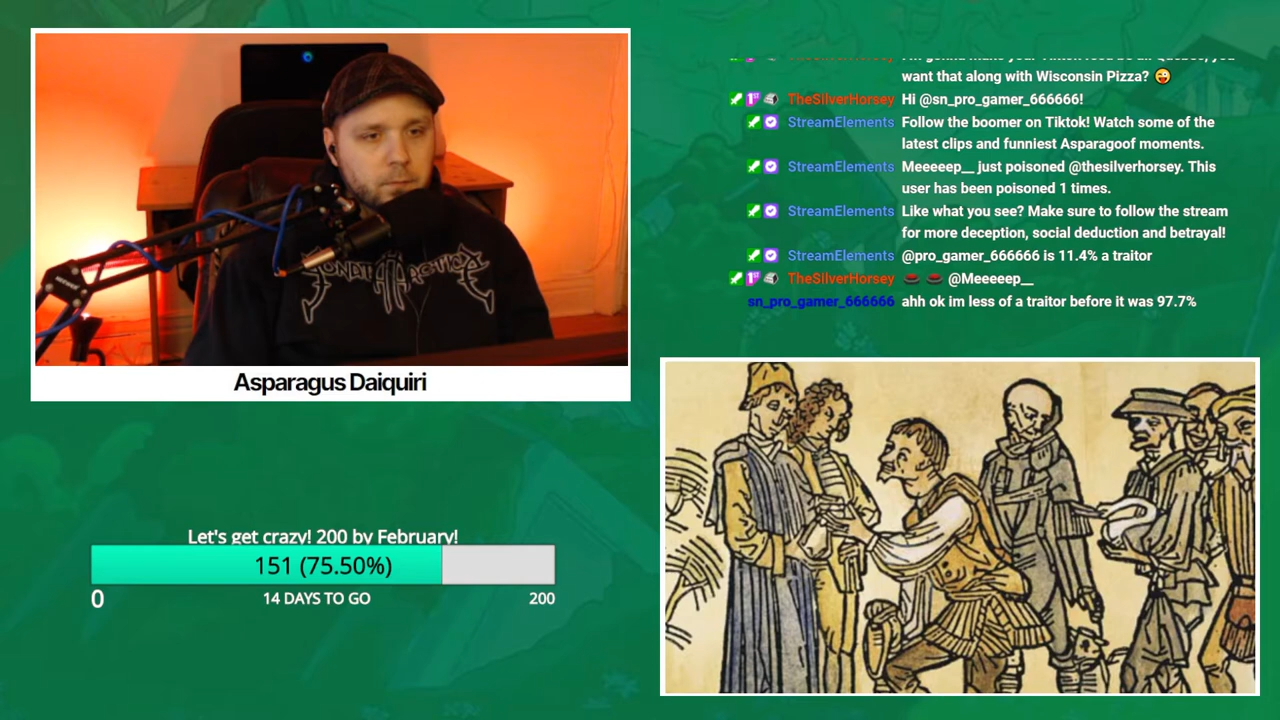 SONATA ARCTICA
Asparagus Daiquiri
want that along with Wisconsin Pizza?
TheSilverHorsey Hi @sn_pro_gamer_666666!
StreamElements Follow the boomer on Tiktok! Watch some of the
latest clips and funniest Asparagoof moments.
StreamElements Meeeeep__ just poisoned @thesilverhorsey. This
user has been poisoned 1 times.
StreamElements Like what you see? Make sure to follow the stream
for more deception, social deduction and betrayal!
StreamElements @pro_gamer_666666 is 11.4% a traitor
TheSilverHorsey @Meeeeep__
sn_pro_gamer_666666 ahh ok im less of a traitor before it was 97.7%
Let's get crazy! 200 by February!
151 (75.50%)
0 14 DAYS TO GO 200